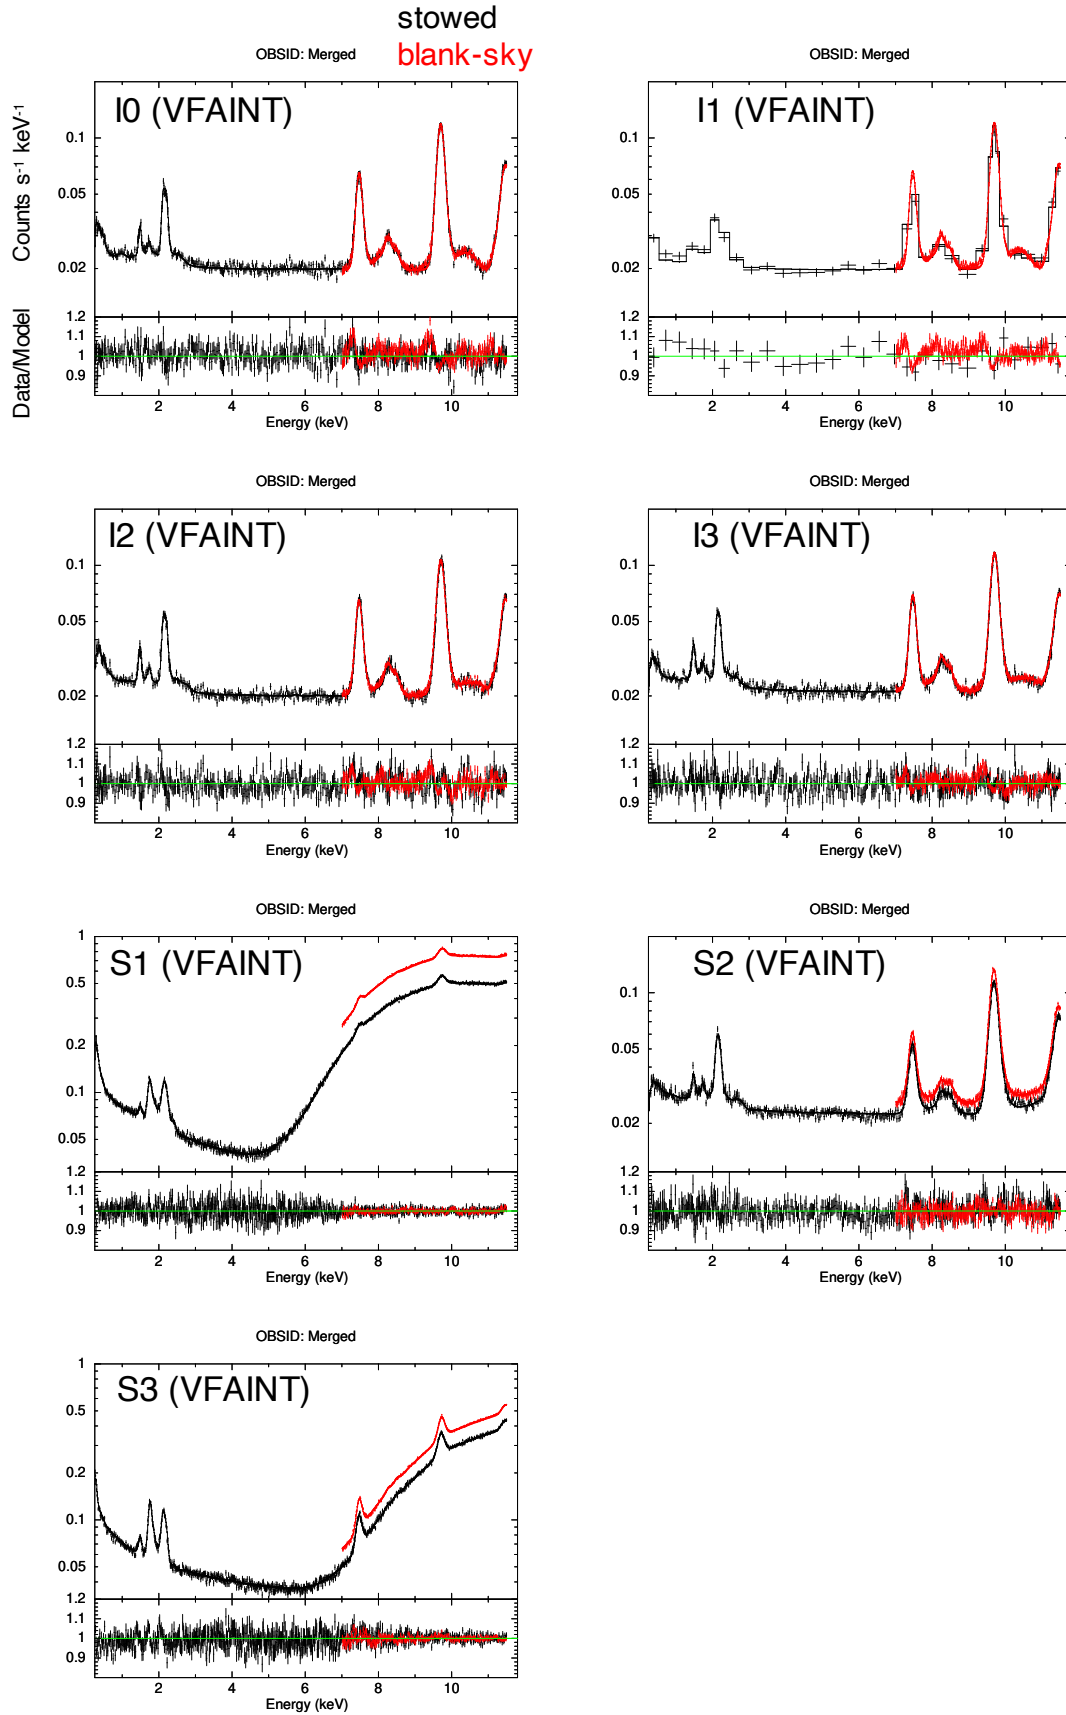 stowed
blank-sky
OBSID: Merged
OBSID: Merged
I0 (VFAINT)
I1 (VFAINT)
Counts s⁻¹ keV⁻¹
0.1
0.05
0.02
0.1
0.05
0.02
Data/Model
1.2
1.1
1
0.9
1.2
1.1
1
0.9
2 4 6 8 10
2 4 6 8 10
Energy (keV)
Energy (keV)
OBSID: Merged
OBSID: Merged
I2 (VFAINT)
I3 (VFAINT)
0.1
0.05
0.02
0.1
0.05
0.02
1.2
1.1
1
0.9
1.2
1.1
1
0.9
2 4 6 8 10
2 4 6 8 10
Energy (keV)
Energy (keV)
OBSID: Merged
OBSID: Merged
S1 (VFAINT)
S2 (VFAINT)
1
0.5
0.2
0.1
0.05
0.1
0.05
0.02
1.2
1.1
1
0.9
1.2
1.1
1
0.9
2 4 6 8 10
2 4 6 8 10
Energy (keV)
Energy (keV)
OBSID: Merged
S3 (VFAINT)
1
0.5
0.2
0.1
0.05
1.2
1.1
1
0.9
2 4 6 8 10
Energy (keV)